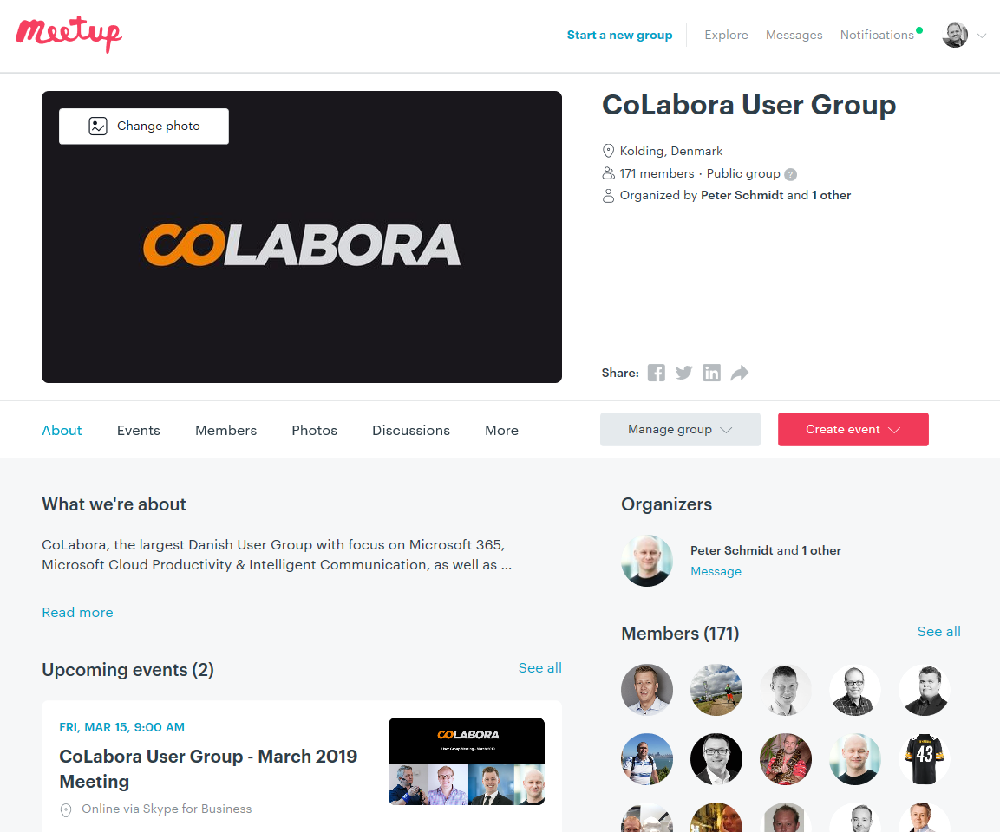 Meetup
Start a new group
Explore
Messages
Notifications
Change photo
COLABORA
CoLabora User Group
Kolding, Denmark
171 members · Public group ?
Organized by Peter Schmidt and 1 other
Share:
About
Events
Members
Photos
Discussions
More
Manage group
Create event
What we're about
CoLabora, the largest Danish User Group with focus on Microsoft 365,
Microsoft Cloud Productivity & Intelligent Communication, as well as ...
Read more
Upcoming events (2)
See all
FRI, MAR 15, 9:00 AM
CoLabora User Group - March 2019
Meeting
Online via Skype for Business
COLABORA
User Group Meeting - March 2019
Organizers
Peter Schmidt and 1 other
Message
Members (171)
See all
43